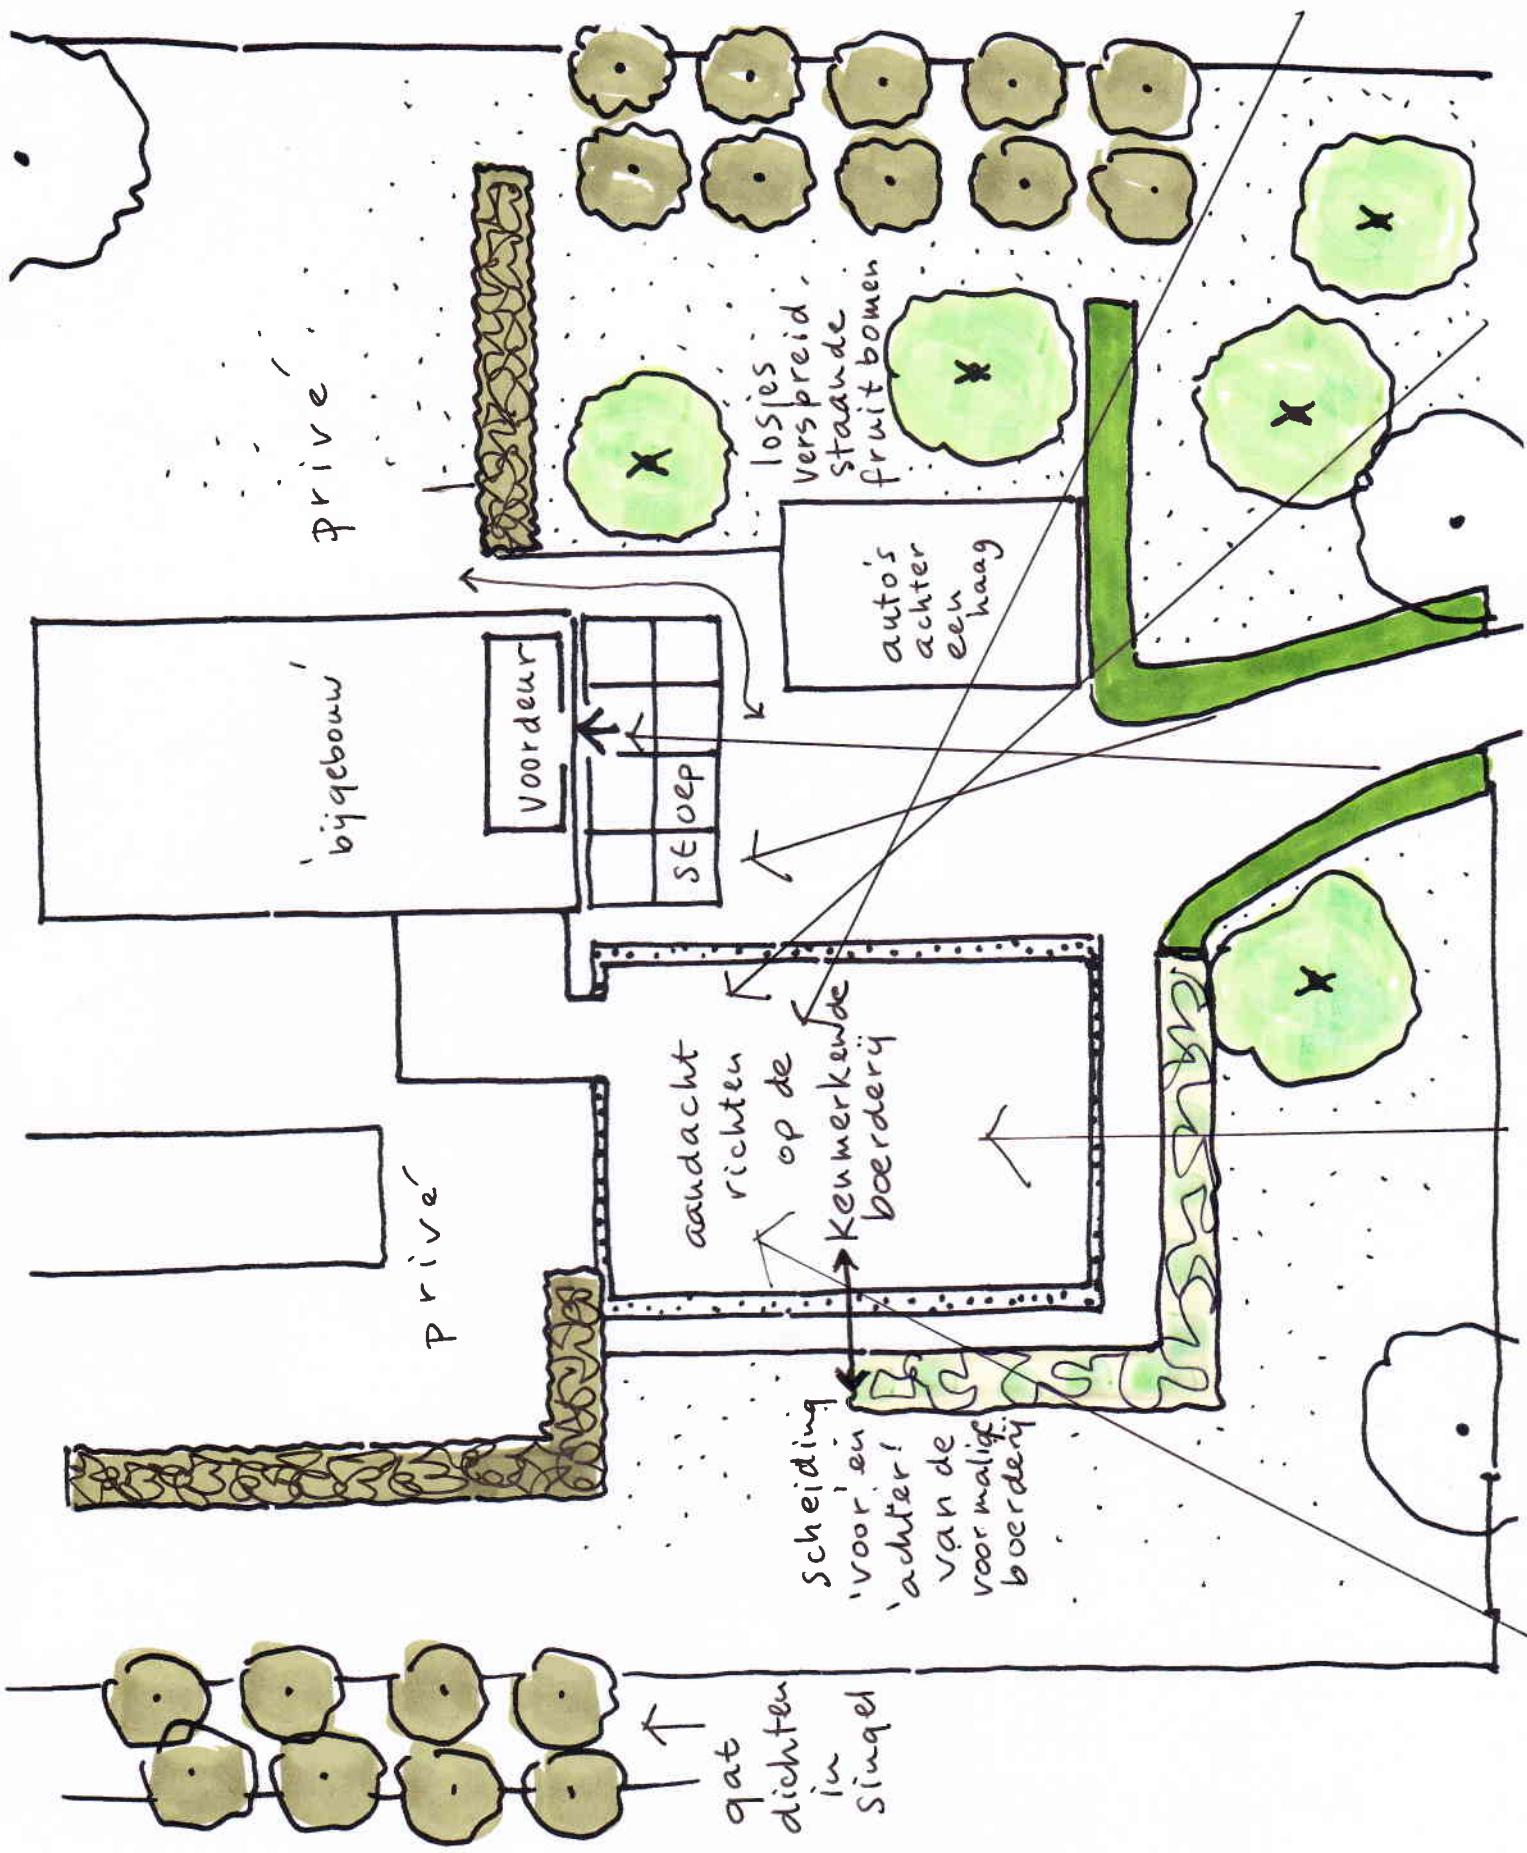 gat
dichten
in
singel
scheiding
'voor' en
'achter'
van de
voormalige
boerderij
privé
aandacht
richten
op de
kenmerkende
boerderij
'bijgebouw'
voordeur
stoep
auto's
achter
een
haag
privé
losjes
verspreid.
staande
fruitbomen